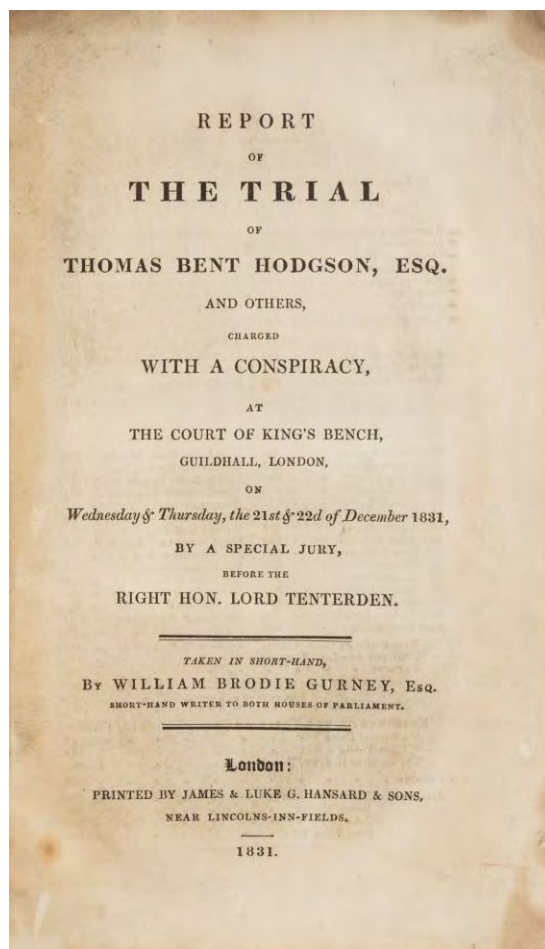 REPORT
OF
THE TRIAL
OF
THOMAS BENT HODGSON, ESQ.
AND OTHERS,
CHARGED
WITH A CONSPIRACY,
AT
THE COURT OF KING'S BENCH,
GUILDHALL, LONDON,
ON
Wednesday & Thursday, the 21st & 22d of December 1831,
BY A SPECIAL JURY,
BEFORE THE
RIGHT HON. LORD TENTERDEN.
TAKEN IN SHORT-HAND,
By WILLIAM BRODIE GURNEY, Esq.
SHORT-HAND WRITER TO BOTH HOUSES OF PARLIAMENT.
London:
PRINTED BY JAMES & LUKE G. HANSARD & SONS,
NEAR LINCOLNS-INN-FIELDS.
1831.